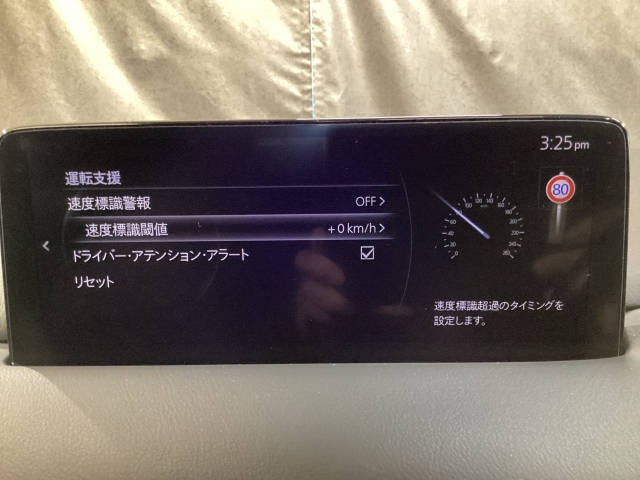 3:25pm
運転支援
速度標識警報 OFF
速度標識閾値 +0km/h
ドライバー・アテンション・アラート
リセット
80
速度標識超過のタイミングを
設定します。